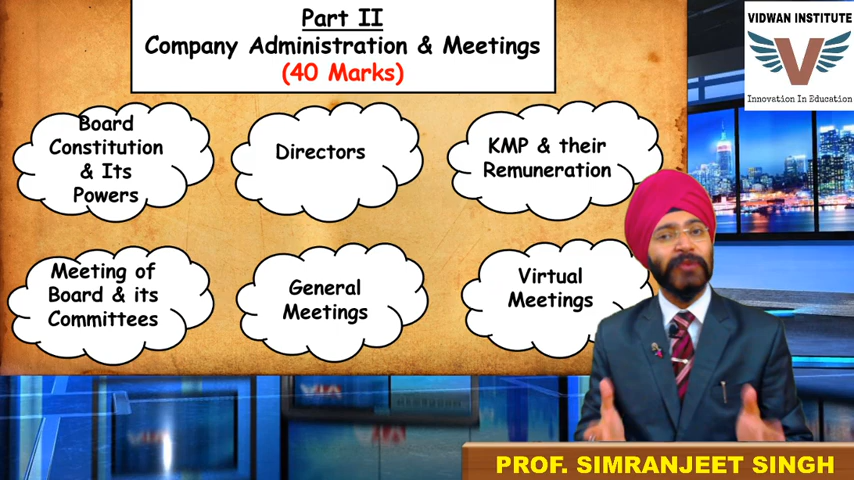 Part II
Company Administration & Meetings
(40 Marks)
VIDWAN INSTITUTE
V
Innovation In Education
Board
Constitution
& Its
Powers
Directors
KMP & their
Remuneration
Meeting of
Board & its
Committees
General
Meetings
Virtual
Meetings
PROF. SIMRANJEET SINGH